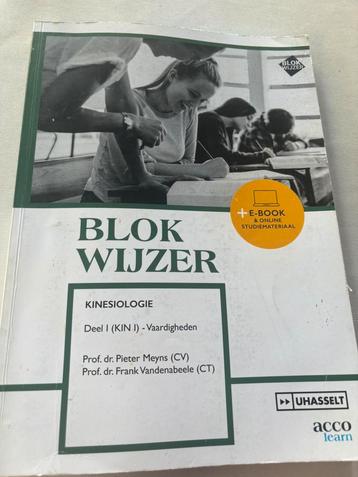 BLOK
WIJZER
+ E-BOOK
& ONLINE
STUDIEMATERIAAL
BLOK
WIJZER
KINESIOLOGIE
Deel I (KIN I) - Vaardigheden
Prof. dr. Pieter Meyns (CV)
Prof. dr. Frank Vandenabeele (CT)
UHASSELT
acco
learn